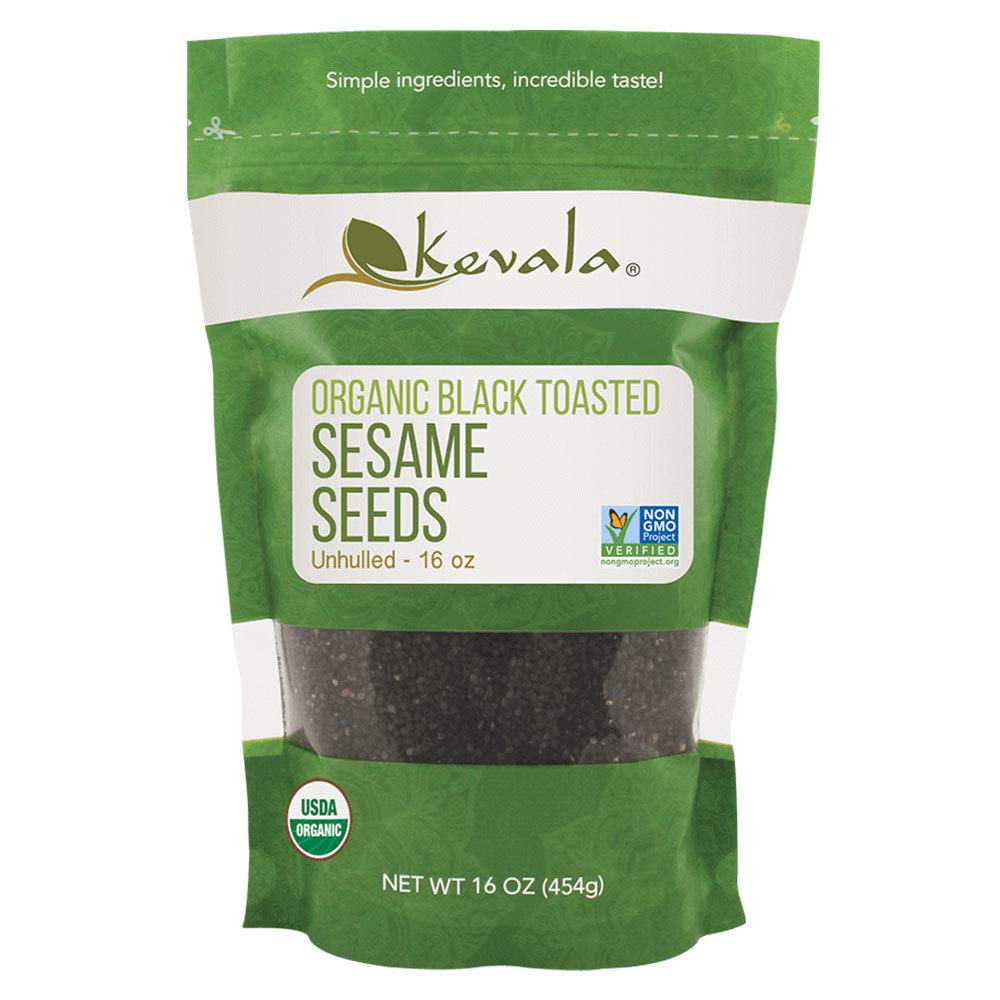 Simple ingredients, incredible taste!
Kevala®
ORGANIC BLACK TOASTED
SESAME
SEEDS
Unhulled - 16 oz
NON
GMO
Project
VERIFIED
nongmoproject.org
USDA
ORGANIC
NET WT 16 OZ (454g)